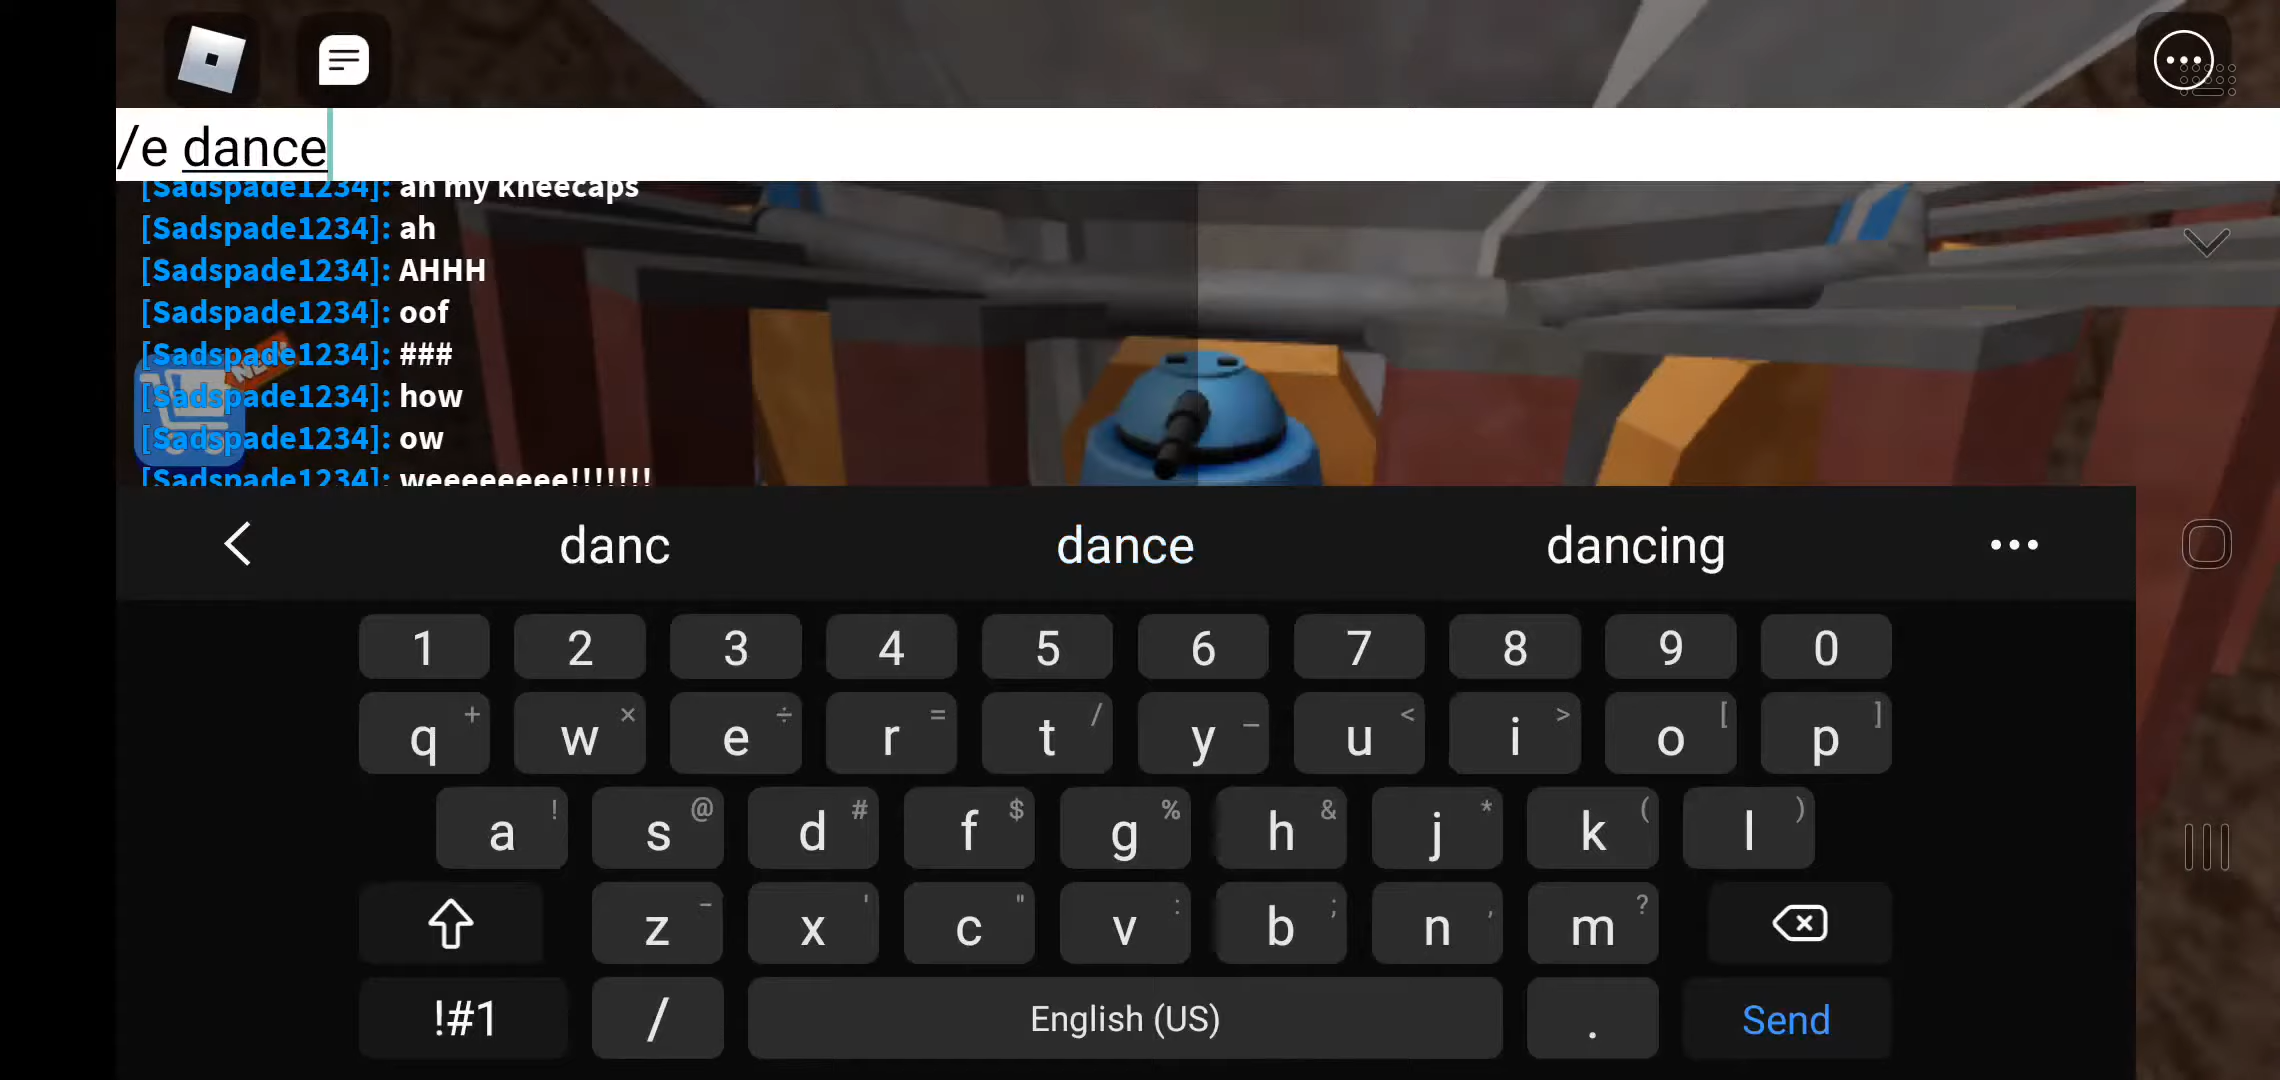 /e dance
[Sadspade1234]: ah my kneecaps
[Sadspade1234]: ah
[Sadspade1234]: AHHH
[Sadspade1234]: oof
[Sadspade1234]: ###
NEW!
[Sadspade1234]: how
[Sadspade1234]: ow
[Sadspade1234]: weeeeeeee!!!!!!!
danc dance dancing
1 2 3 4 5 6 7 8 9 0
q + w × e ÷ r = t / y _ u < i > o [ p ]
a ! s @ d # f $ g % h & j * k ( l )
z - x ' c " v : b ; n , m ?
!#1 / English (US) . Send